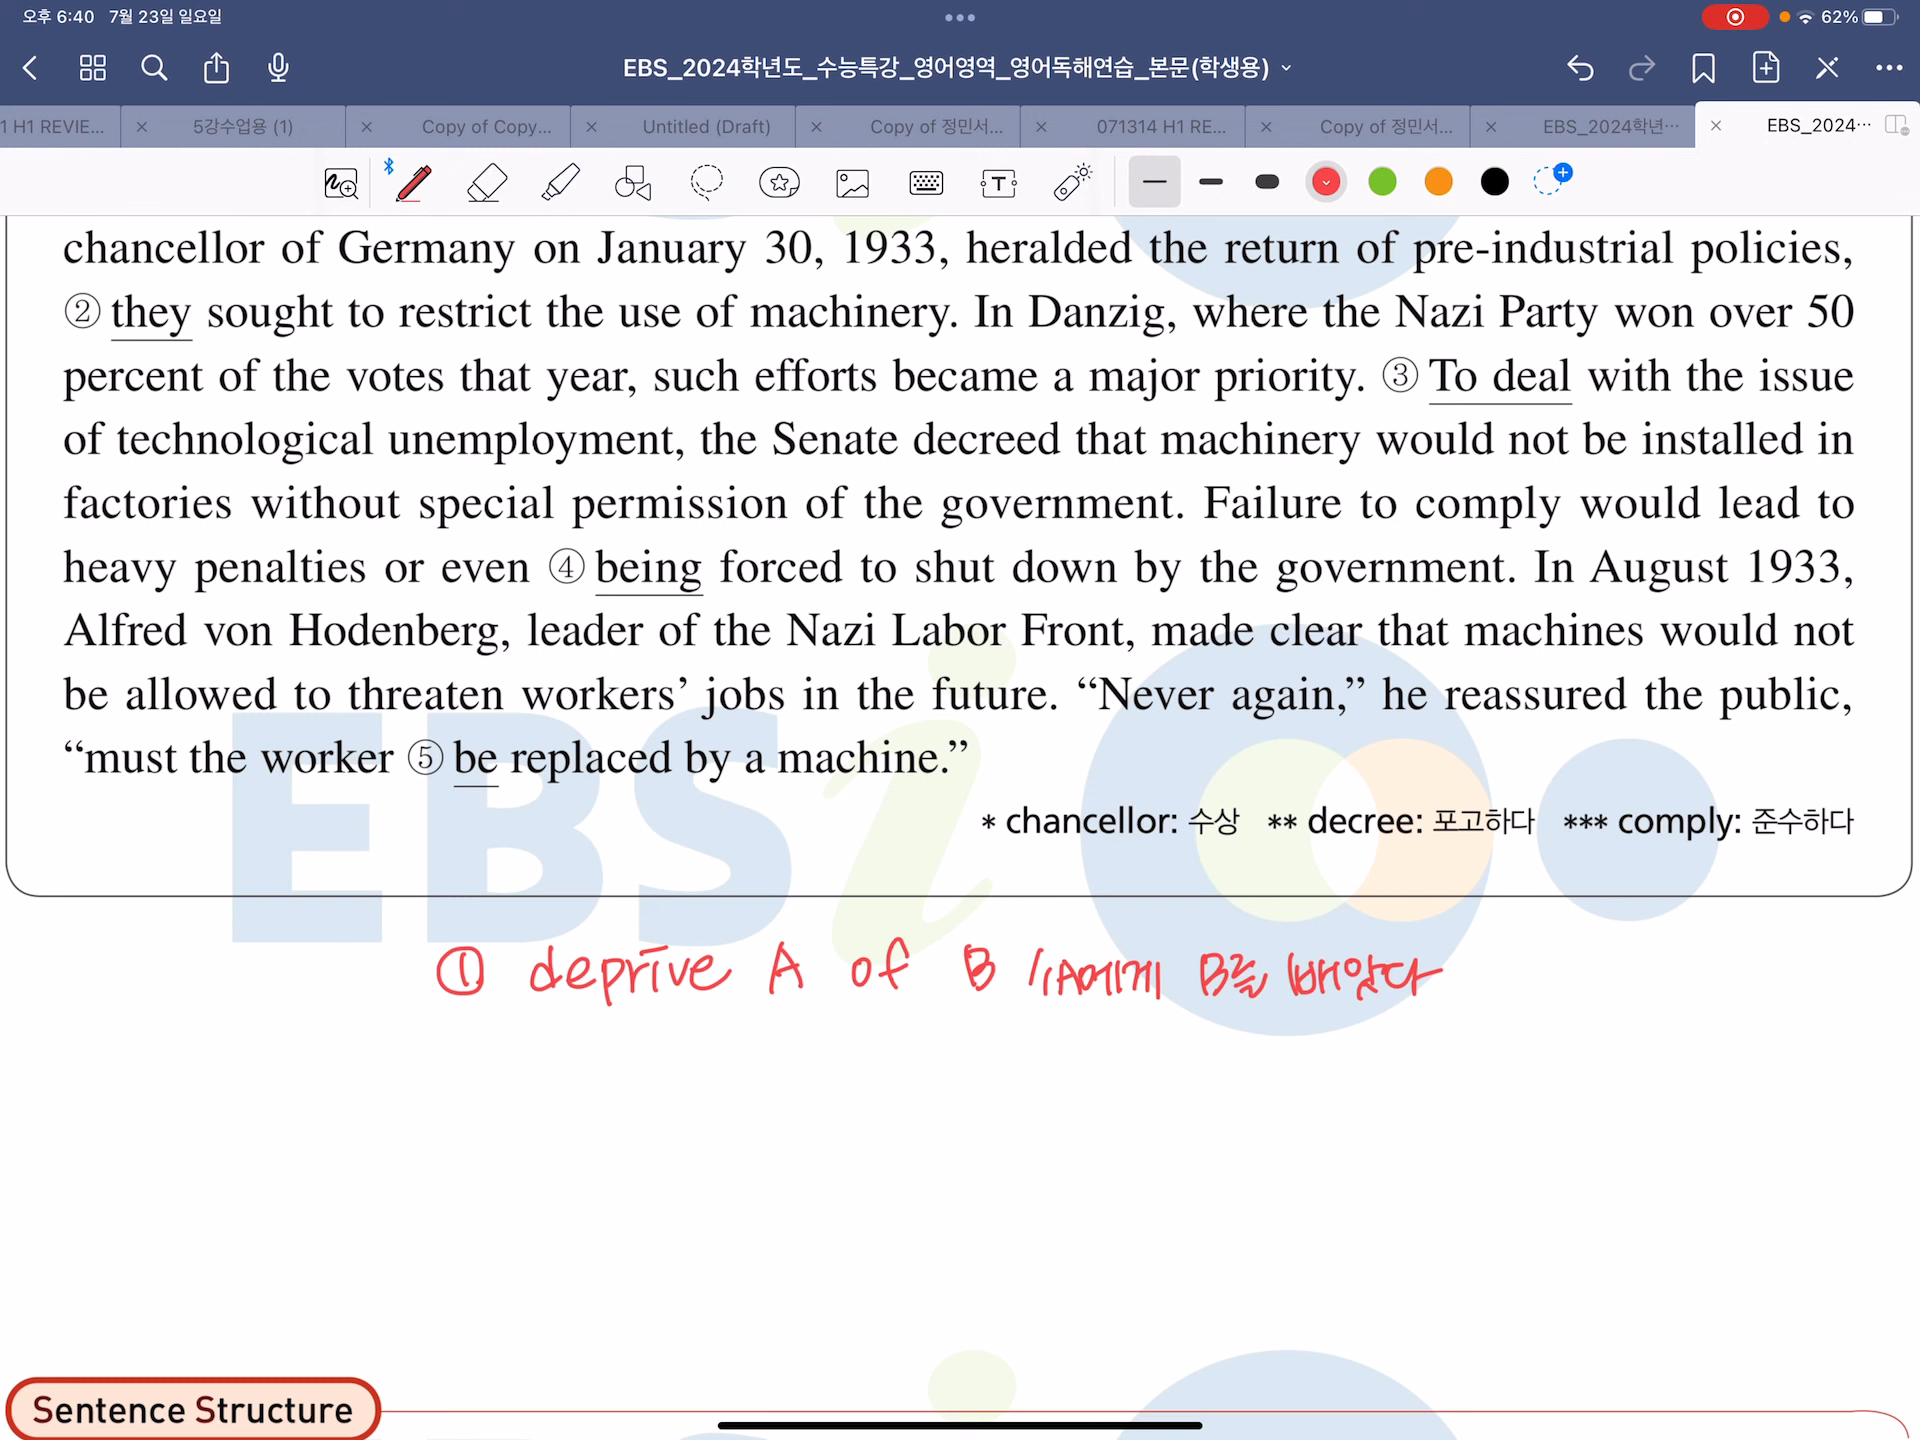 오후 6:40 7월 23일 일요일
62%
EBS_2024학년도_수능특강_영어영역_영어독해연습_본문(학생용)
1 H1 REVIE... 5강수업용 (1) Copy of Copy... Untitled (Draft) Copy of 정민서... 071314 H1 RE... Copy of 정민서... EBS_2024학년··· EBS_2024···
chancellor of Germany on January 30, 1933, heralded the return of pre-industrial policies,
② they sought to restrict the use of machinery. In Danzig, where the Nazi Party won over 50
percent of the votes that year, such efforts became a major priority. ③ To deal with the issue
of technological unemployment, the Senate decreed that machinery would not be installed in
factories without special permission of the government. Failure to comply would lead to
heavy penalties or even ④ being forced to shut down by the government. In August 1933,
Alfred von Hodenberg, leader of the Nazi Labor Front, made clear that machines would not
be allowed to threaten workers’ jobs in the future. “Never again,” he reassured the public,
“must the worker ⑤ be replaced by a machine.”
* chancellor: 수상 ** decree: 포고하다 *** comply: 준수하다
EBSi
① deprive A of B // A에게 B를 빼았다
Sentence Structure